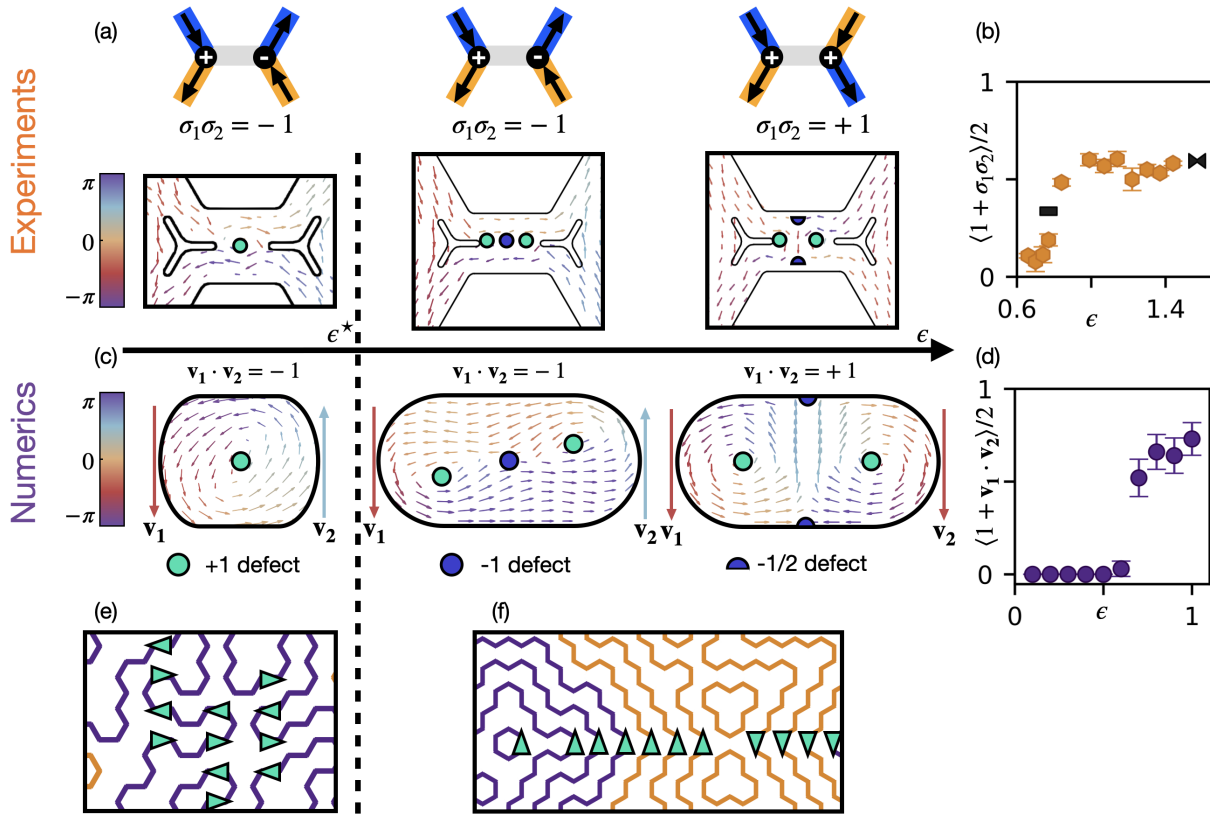 Experiments
(a)
+ -
+ -
+ +
σ₁σ₂ = − 1
σ₁σ₂ = − 1
σ₁σ₂ = + 1
π
0
−π
ϵ⋆
ϵ
(b)
⟨1 + σ₁σ₂⟩/2
1
0
0.6
ϵ
1.4
Numerics
(c)
v₁ · v₂ = − 1
v₁ · v₂ = − 1
v₁ · v₂ = + 1
π
0
−π
v₁
v₂
v₁
v₂
v₁
v₂
+1 defect
-1 defect
-1/2 defect
(d)
⟨1 + v₁ · v₂⟩/2
1
0
0
ϵ
1
(e)
(f)